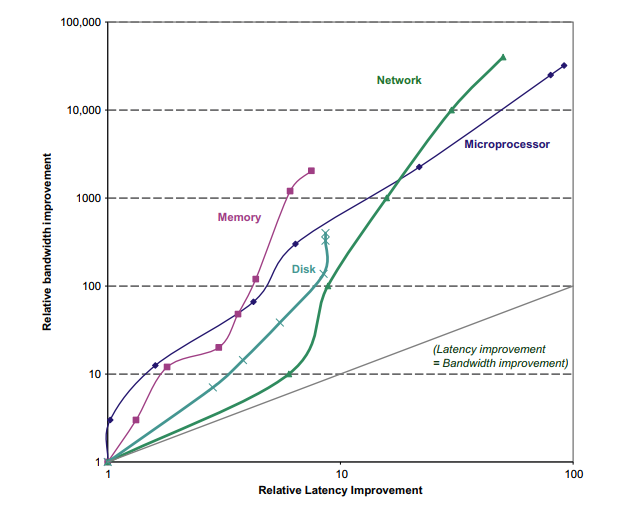 100,000
10,000
1000
100
10
1
1
10
100
Relative bandwidth improvement
Relative Latency Improvement
Network
Microprocessor
Memory
Disk
(Latency improvement
= Bandwidth improvement)